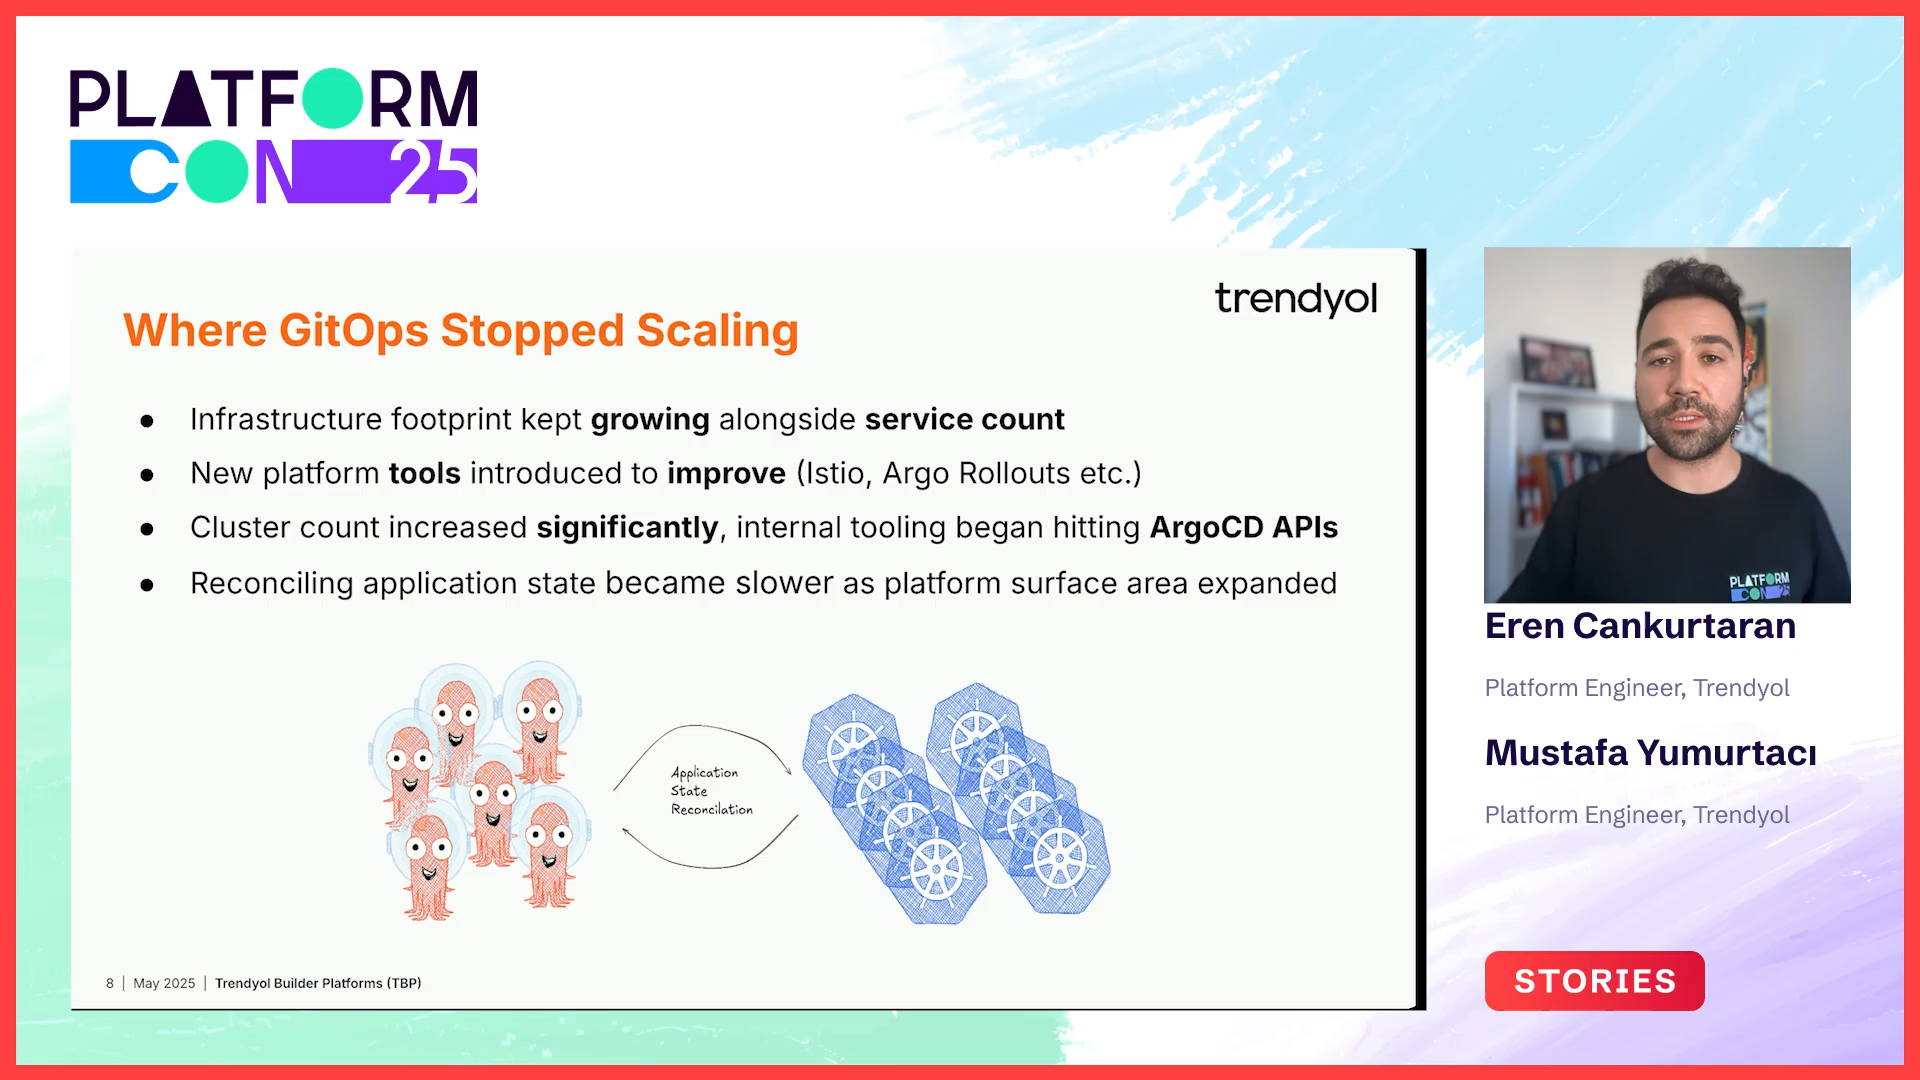 PLATFORM
CON 25
trendyol
Where GitOps Stopped Scaling
● Infrastructure footprint kept growing alongside service count
● New platform tools introduced to improve (Istio, Argo Rollouts etc.)
● Cluster count increased significantly, internal tooling began hitting ArgoCD APIs
● Reconciling application state became slower as platform surface area expanded
Application
State
Reconcilation
8 | May 2025 | Trendyol Builder Platforms (TBP)
PLATFORM
CON 25
Eren Cankurtaran
Platform Engineer, Trendyol
Mustafa Yumurtacı
Platform Engineer, Trendyol
STORIES